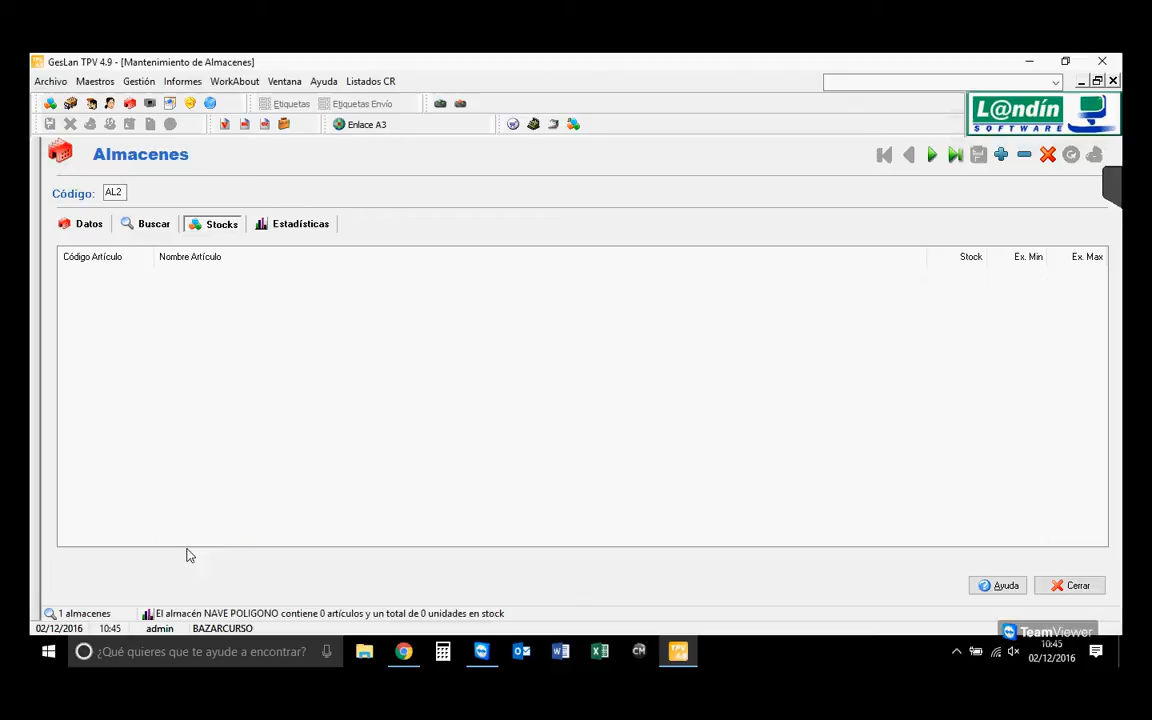 GesLan TPV 4.9 - [Mantenimiento de Almacenes]
Archivo Maestros Gestión Informes WorkAbout Ventana Ayuda Listados CR
Etiquetas Etiquetas Envío
Enlace A3
L@ndín
SOFTWARE
Almacenes
Código: AL2
Datos Buscar Stocks Estadísticas
Código Artículo Nombre Artículo Stock Ex. Min Ex. Max
Ayuda Cerrar
1 almacenes El almacén NAVE POLIGONO contiene 0 artículos y un total de 0 unidades en stock
02/12/2016 10:45 admin BAZARCURSO
TeamViewer
¿Qué quieres que te ayude a encontrar?
10:45
02/12/2016